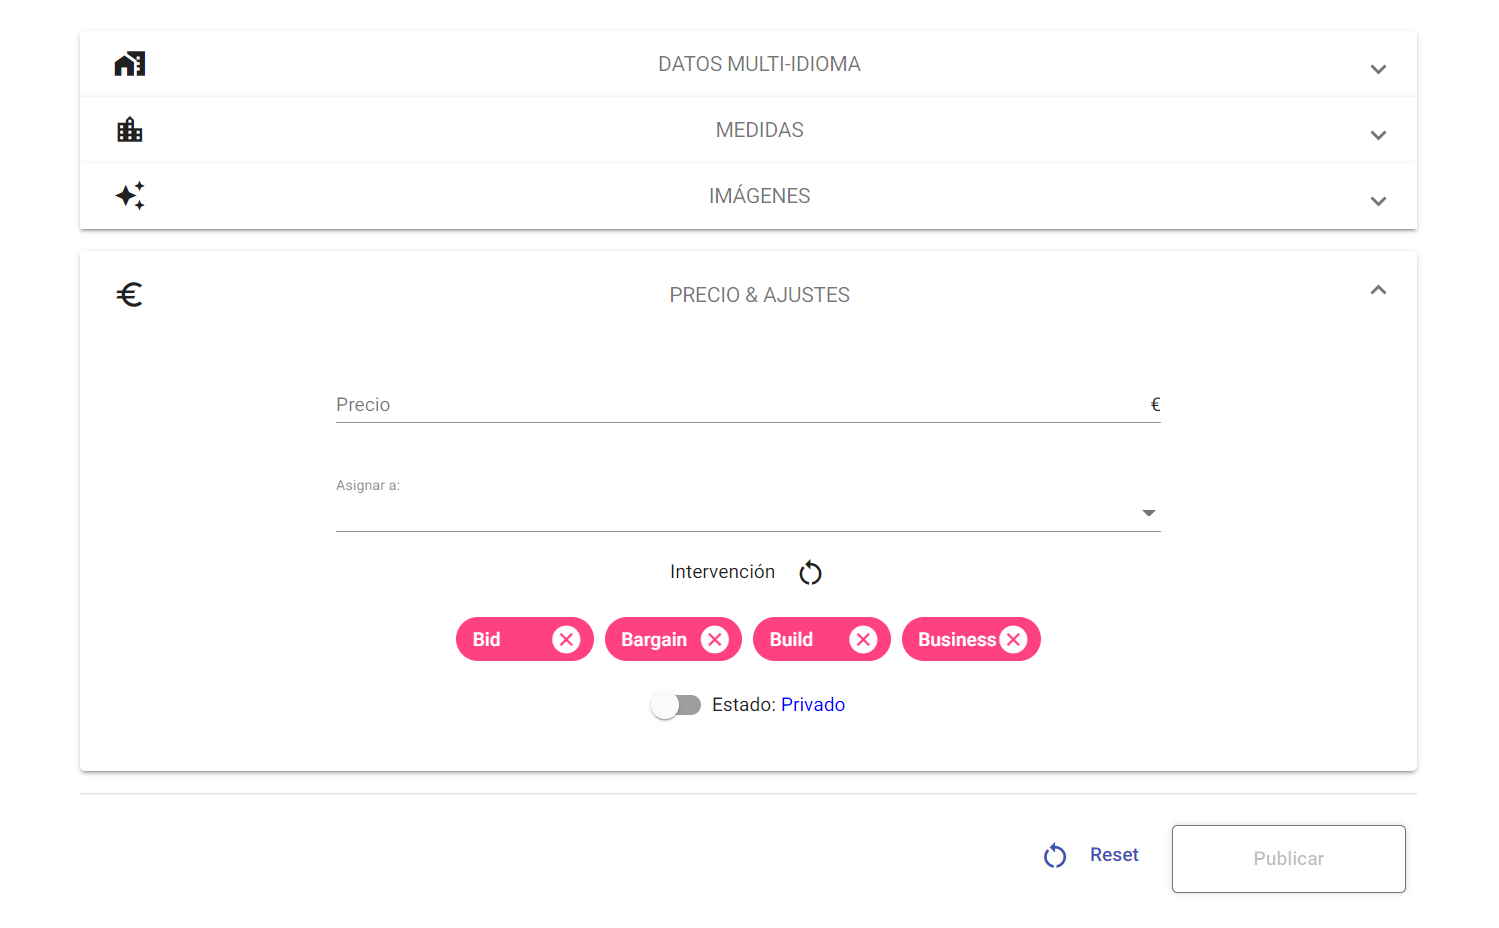 DATOS MULTI-IDIOMA
MEDIDAS
IMÁGENES
€
PRECIO & AJUSTES
Precio €
Asignar a:
Intervención
Bid Bargain Build Business
Estado: Privado
Reset Publicar